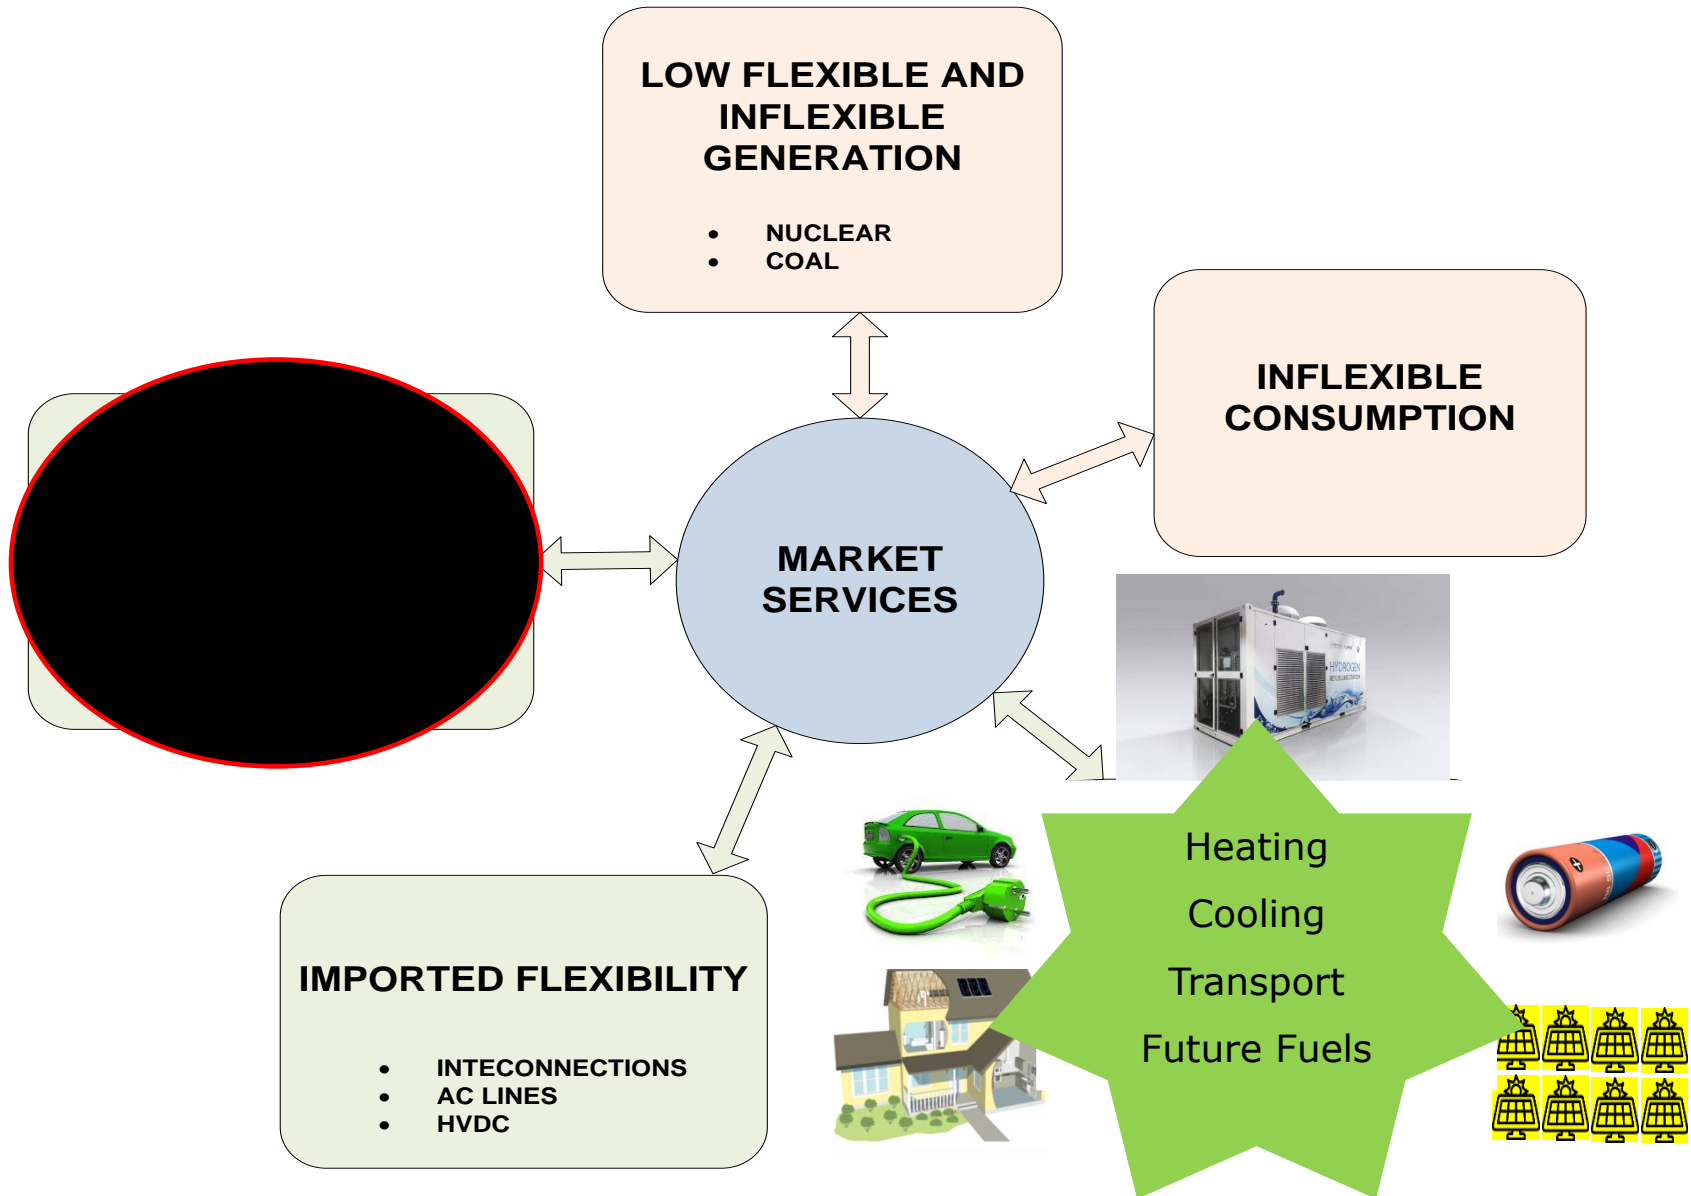 LOW FLEXIBLE AND
INFLEXIBLE
GENERATION
• NUCLEAR
• COAL
INFLEXIBLE
CONSUMPTION
MARKET
SERVICES
HYDROGEN
IMPORTED FLEXIBILITY
• INTECONNECTIONS
• AC LINES
• HVDC
Heating
Cooling
Transport
Future Fuels